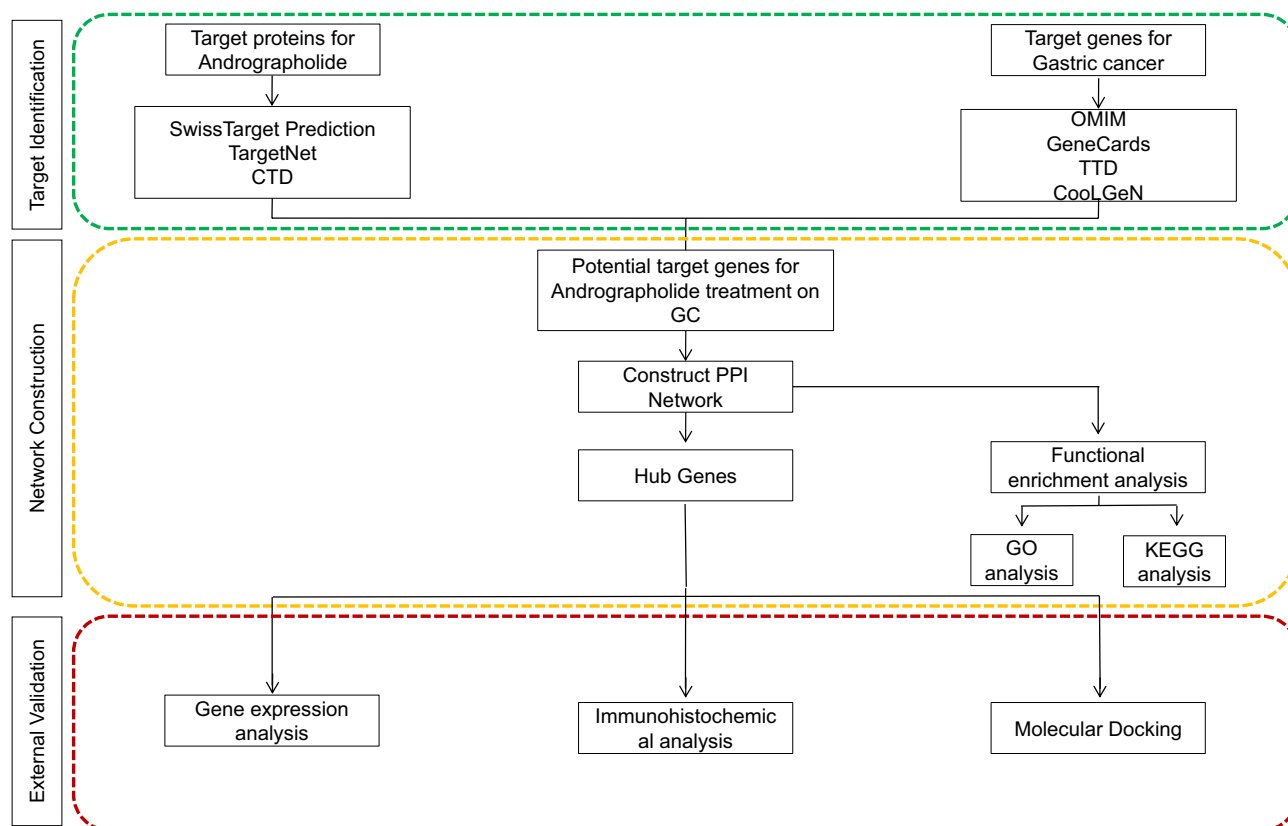 Target Identification
Target proteins for
Andrographolide
Target genes for
Gastric cancer
SwissTarget Prediction
TargetNet
CTD
OMIM
GeneCards
TTD
CooLGeN
Network Construction
Potential target genes for
Andrographolide treatment on
GC
Construct PPI
Network
Hub Genes
Functional
enrichment analysis
GO
analysis
KEGG
analysis
External Validation
Gene expression
analysis
Immunohistochemic
al analysis
Molecular Docking